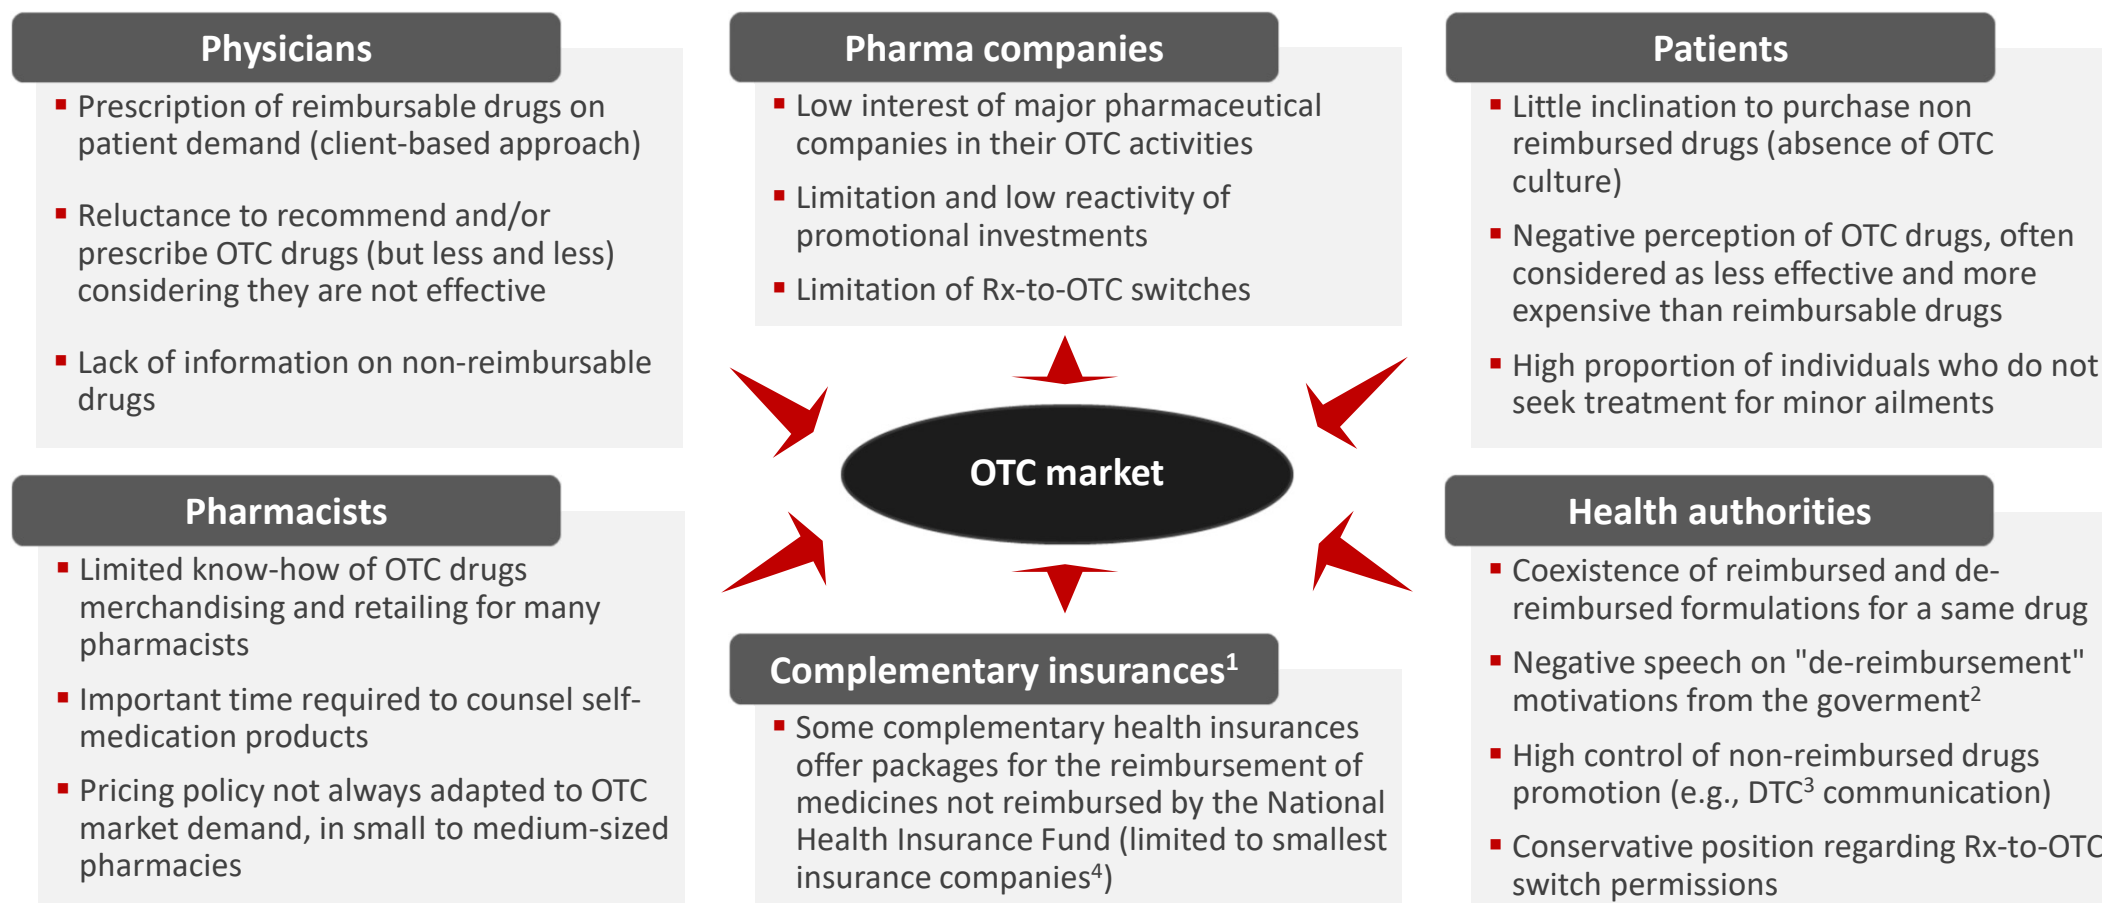 Physicians
Prescription of reimbursable drugs on
patient demand (client-based approach)
Reluctance to recommend and/or
prescribe OTC drugs (but less and less)
considering they are not effective
Lack of information on non-reimbursable
drugs
Pharma companies
Low interest of major pharmaceutical
companies in their OTC activities
Limitation and low reactivity of
promotional investments
Limitation of Rx-to-OTC switches
Patients
Little inclination to purchase non
reimbursed drugs (absence of OTC
culture)
Negative perception of OTC drugs, often
considered as less effective and more
expensive than reimbursable drugs
High proportion of individuals who do not
seek treatment for minor ailments
OTC market
Pharmacists
Limited know-how of OTC drugs
merchandising and retailing for many
pharmacists
Important time required to counsel self-
medication products
Pricing policy not always adapted to OTC
market demand, in small to medium-sized
pharmacies
Complementary insurances¹
Some complementary health insurances
offer packages for the reimbursement of
medicines not reimbursed by the National
Health Insurance Fund (limited to smallest
insurance companies⁴)
Health authorities
Coexistence of reimbursed and de-
reimbursed formulations for a same drug
Negative speech on "de-reimbursement"
motivations from the goverment²
High control of non-reimbursed drugs
promotion (e.g., DTC³ communication)
Conservative position regarding Rx-to-OTC
switch permissions